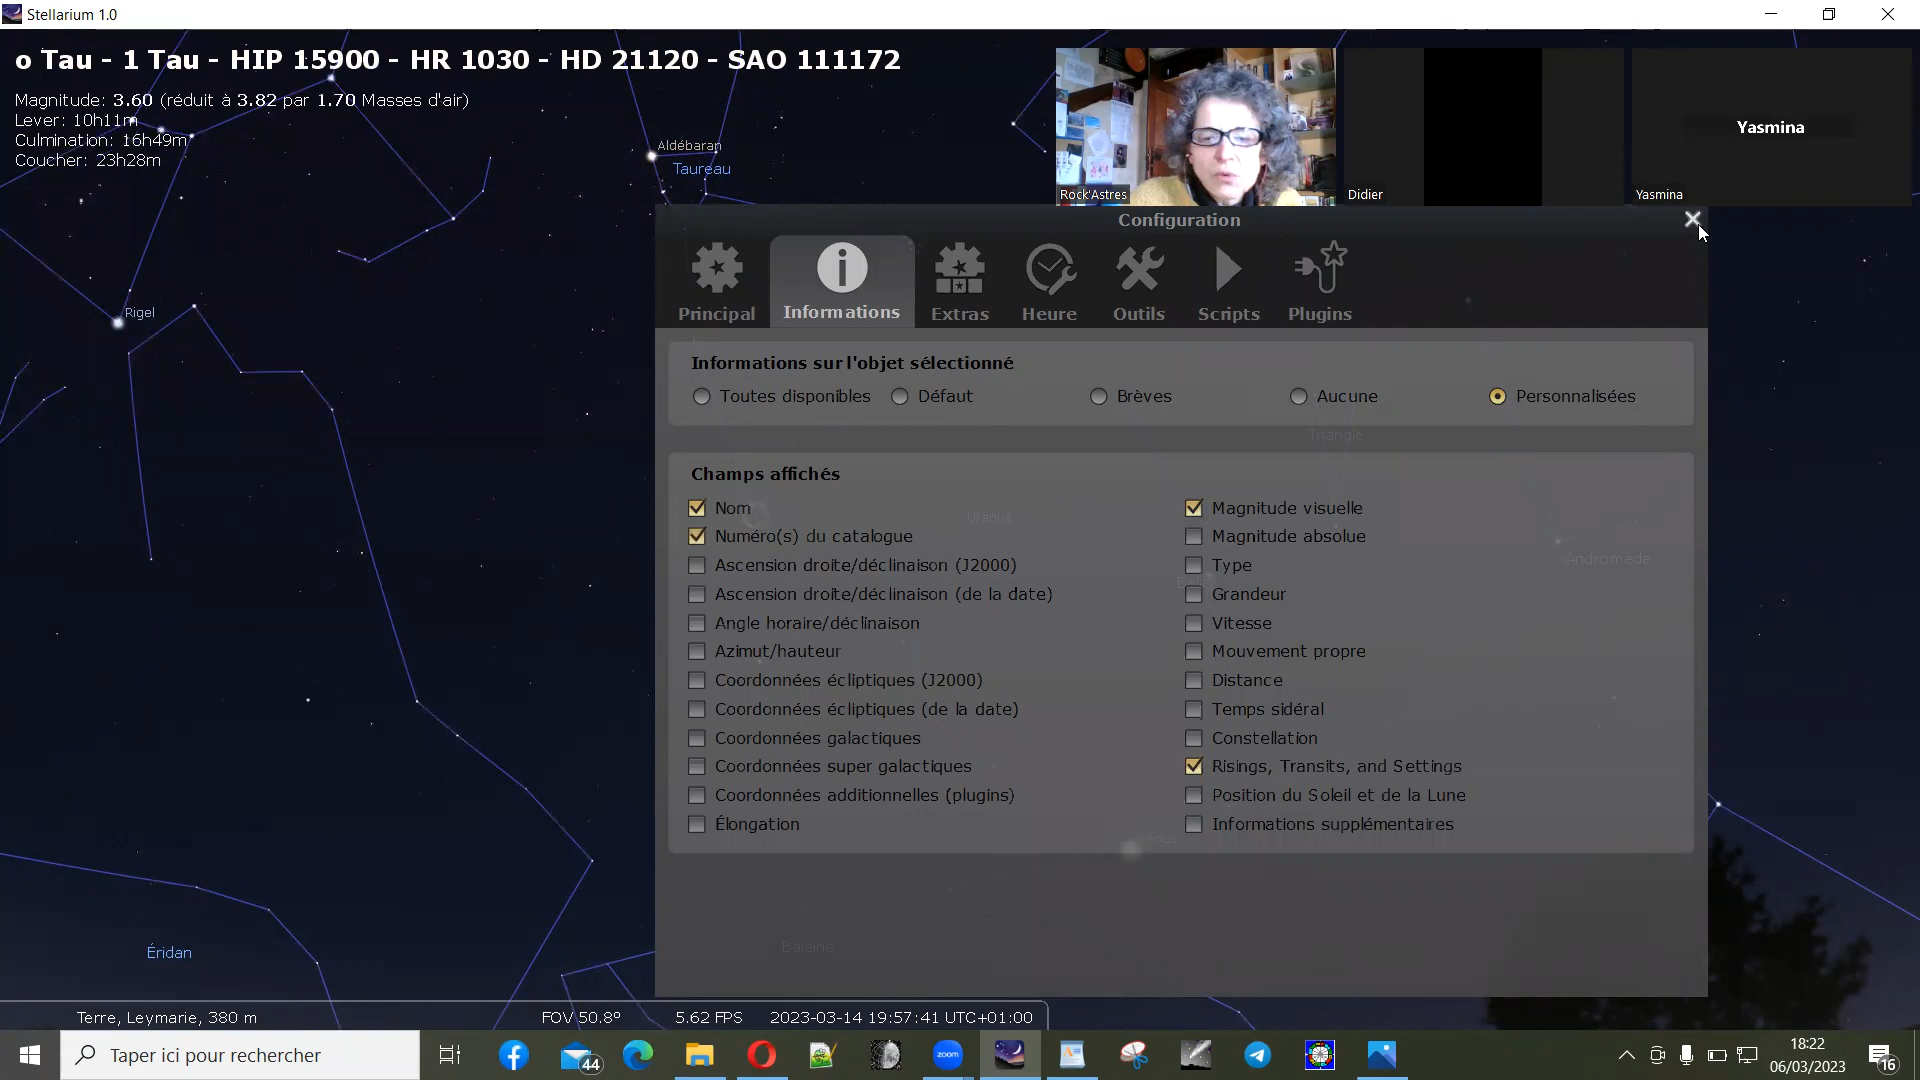 Stellarium 1.0
ο Tau - 1 Tau - HIP 15900 - HR 1030 - HD 21120 - SAO 111172
Magnitude: 3.60 (réduit à 3.82 par 1.70 Masses d'air)
Lever: 10h11m
Culmination: 16h49m
Coucher: 23h28m
Aldébaran
Taureau
Rigel
Éridan
Rock'Astres
Didier
Yasmina
Yasmina
Configuration
Principal
Informations
Extras
Heure
Outils
Scripts
Plugins
Informations sur l'objet sélectionné
Toutes disponibles
Défaut
Brèves
Aucune
Personnalisées
Triangle
Champs affichés
Nom
Numéro(s) du catalogue
Ascension droite/déclinaison (J2000)
Ascension droite/déclinaison (de la date)
Angle horaire/déclinaison
Azimut/hauteur
Coordonnées écliptiques (J2000)
Coordonnées écliptiques (de la date)
Coordonnées galactiques
Coordonnées super galactiques
Coordonnées additionnelles (plugins)
Élongation
Magnitude visuelle
Magnitude absolue
Type
Grandeur
Vitesse
Mouvement propre
Distance
Temps sidéral
Constellation
Risings, Transits, and Settings
Position du Soleil et de la Lune
Informations supplémentaires
Uranus
Andromède
Baleine
Terre, Leymarie, 380 m
FOV 50.8°
5.62 FPS
2023-03-14 19:57:41 UTC+01:00
Taper ici pour rechercher
44
zoom
18:22
06/03/2023
16